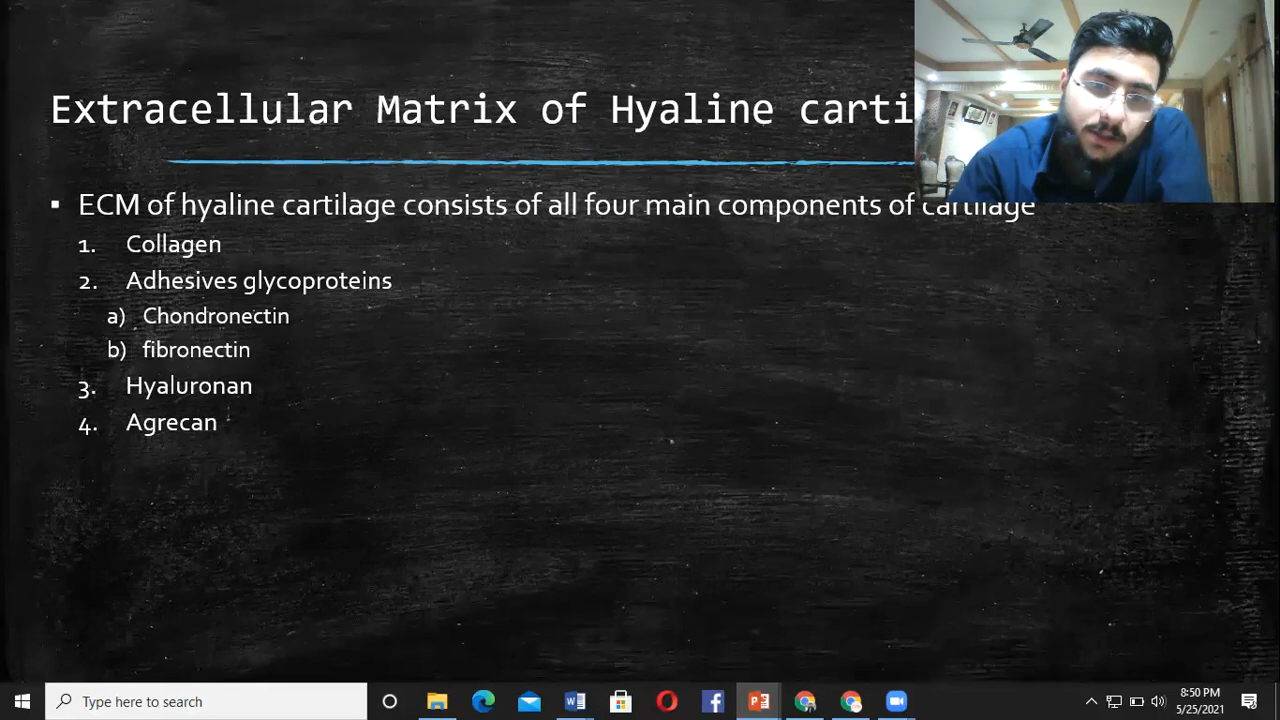 Extracellular Matrix of Hyaline carti
▪ ECM of hyaline cartilage consists of all four main components of cartilage
1. Collagen
2. Adhesives glycoproteins
a) Chondronectin
b) fibronectin
3. Hyaluronan
4. Agrecan
Type here to search
8:50 PM
5/25/2021